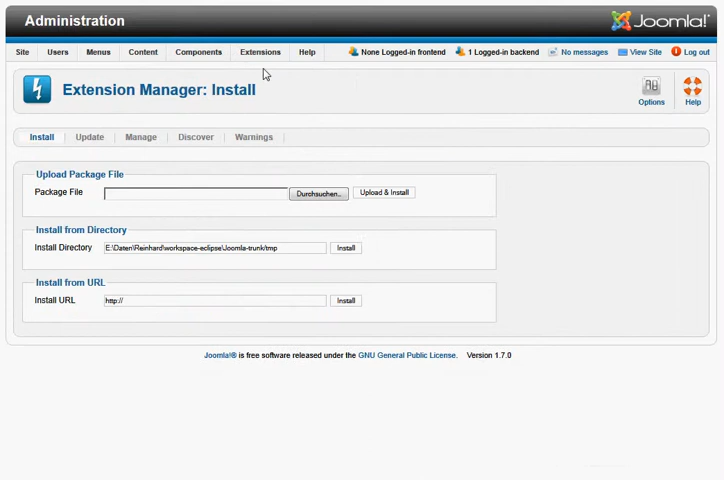 Administration
Joomla!®
Site Users Menus Content Components Extensions Help None Logged-in frontend 1 Logged-in backend No messages View Site Log out
Extension Manager: Install
Options Help
Install Update Manage Discover Warnings
Upload Package File
Package File Durchsuchen... Upload & Install
Install from Directory
Install Directory E:\Daten\Reinhard\workspace-eclipse\Joomla-trunk/tmp Install
Install from URL
Install URL http:// Install
Joomla!® is free software released under the GNU General Public License. Version 1.7.0